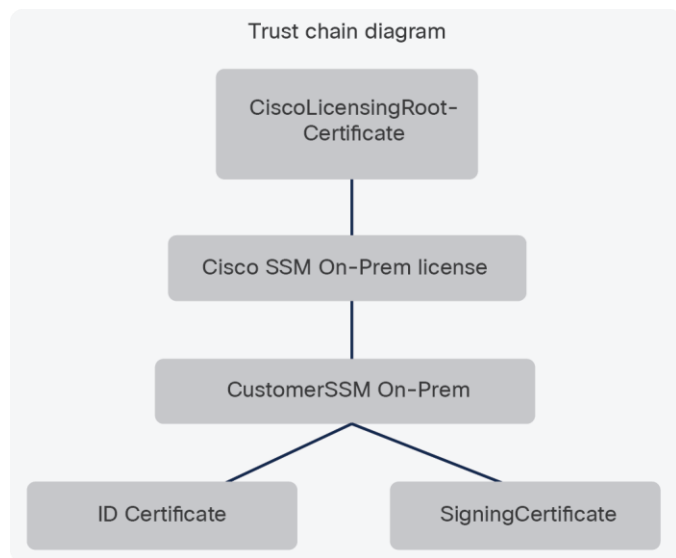 Trust chain diagram
CiscoLicensingRoot-
Certificate
Cisco SSM On-Prem license
CustomerSSM On-Prem
ID Certificate
SigningCertificate